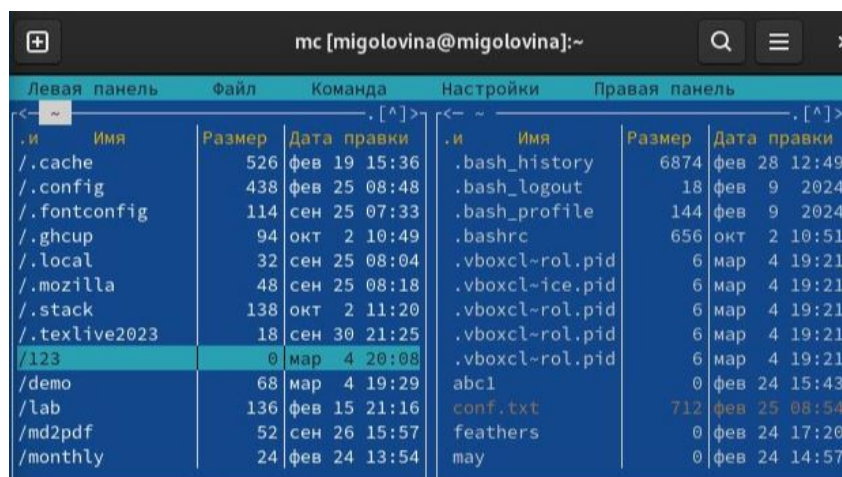 mc [migolovina@migolovina]:~
Левая панель Файл Команда Настройки Правая панель
<─ ~ ─.[^]>┐ ┌<─ ~ ─.[^]>
.и Имя Размер Дата правки .и Имя Размер Дата правки
/.cache 526 фев 19 15:36 .bash_history 6874 фев 28 12:49
/.config 438 фев 25 08:48 .bash_logout 18 фев 9 2024
/.fontconfig 114 сен 25 07:33 .bash_profile 144 фев 9 2024
/.ghcup 94 окт 2 10:49 .bashrc 656 окт 2 10:51
/.local 32 сен 25 08:04 .vboxcl~rol.pid 6 мар 4 19:21
/.mozilla 48 сен 25 08:18 .vboxcl~ice.pid 6 мар 4 19:21
/.stack 138 окт 2 11:20 .vboxcl~rol.pid 6 мар 4 19:21
/.texlive2023 18 сен 30 21:25 .vboxcl~rol.pid 6 мар 4 19:21
/123 0 мар 4 20:08 .vboxcl~rol.pid 6 мар 4 19:21
/demo 68 мар 4 19:29 abc1 0 фев 24 15:43
/lab 136 фев 15 21:16 conf.txt 712 фев 25 08:54
/md2pdf 52 сен 26 15:57 feathers 0 фев 24 17:20
/monthly 24 фев 24 13:54 may 0 фев 24 14:57